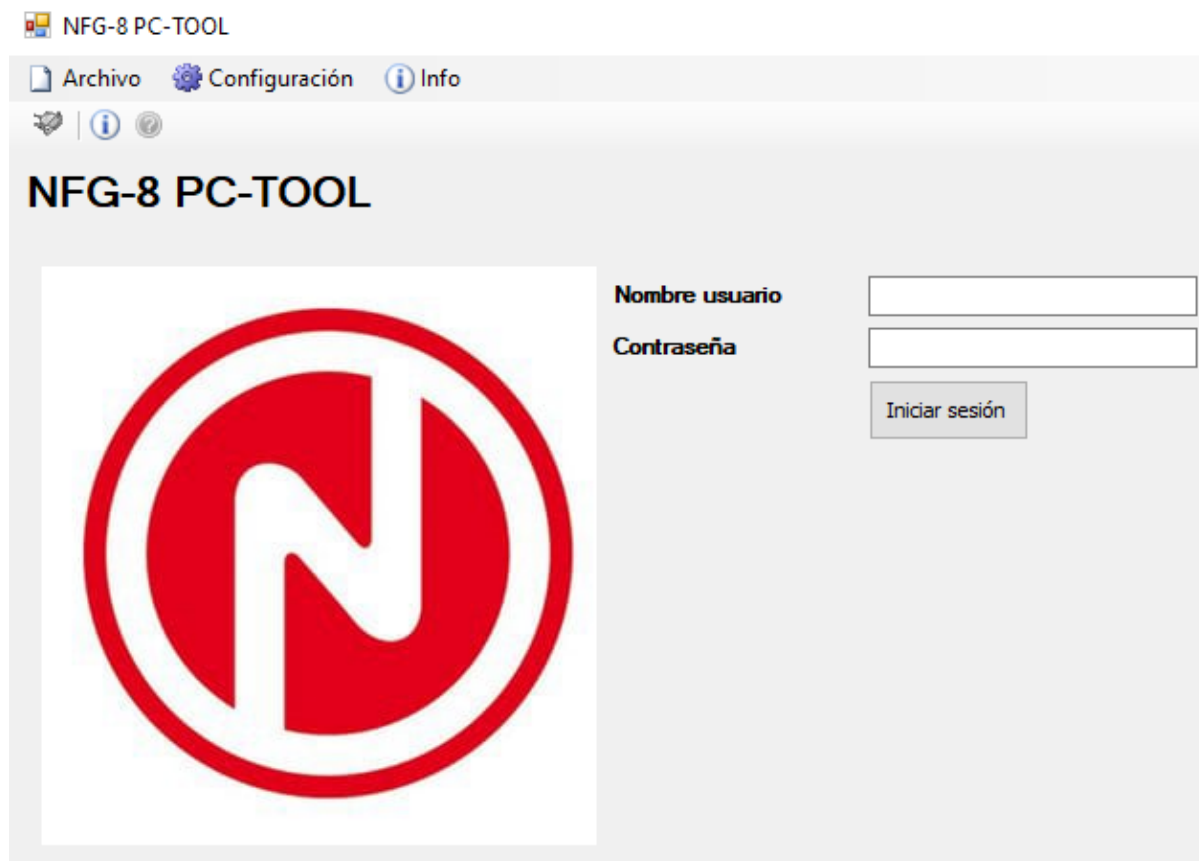 NFG-8 PC-TOOL
Archivo Configuración Info
NFG-8 PC-TOOL
Nombre usuario
Contraseña
Iniciar sesión